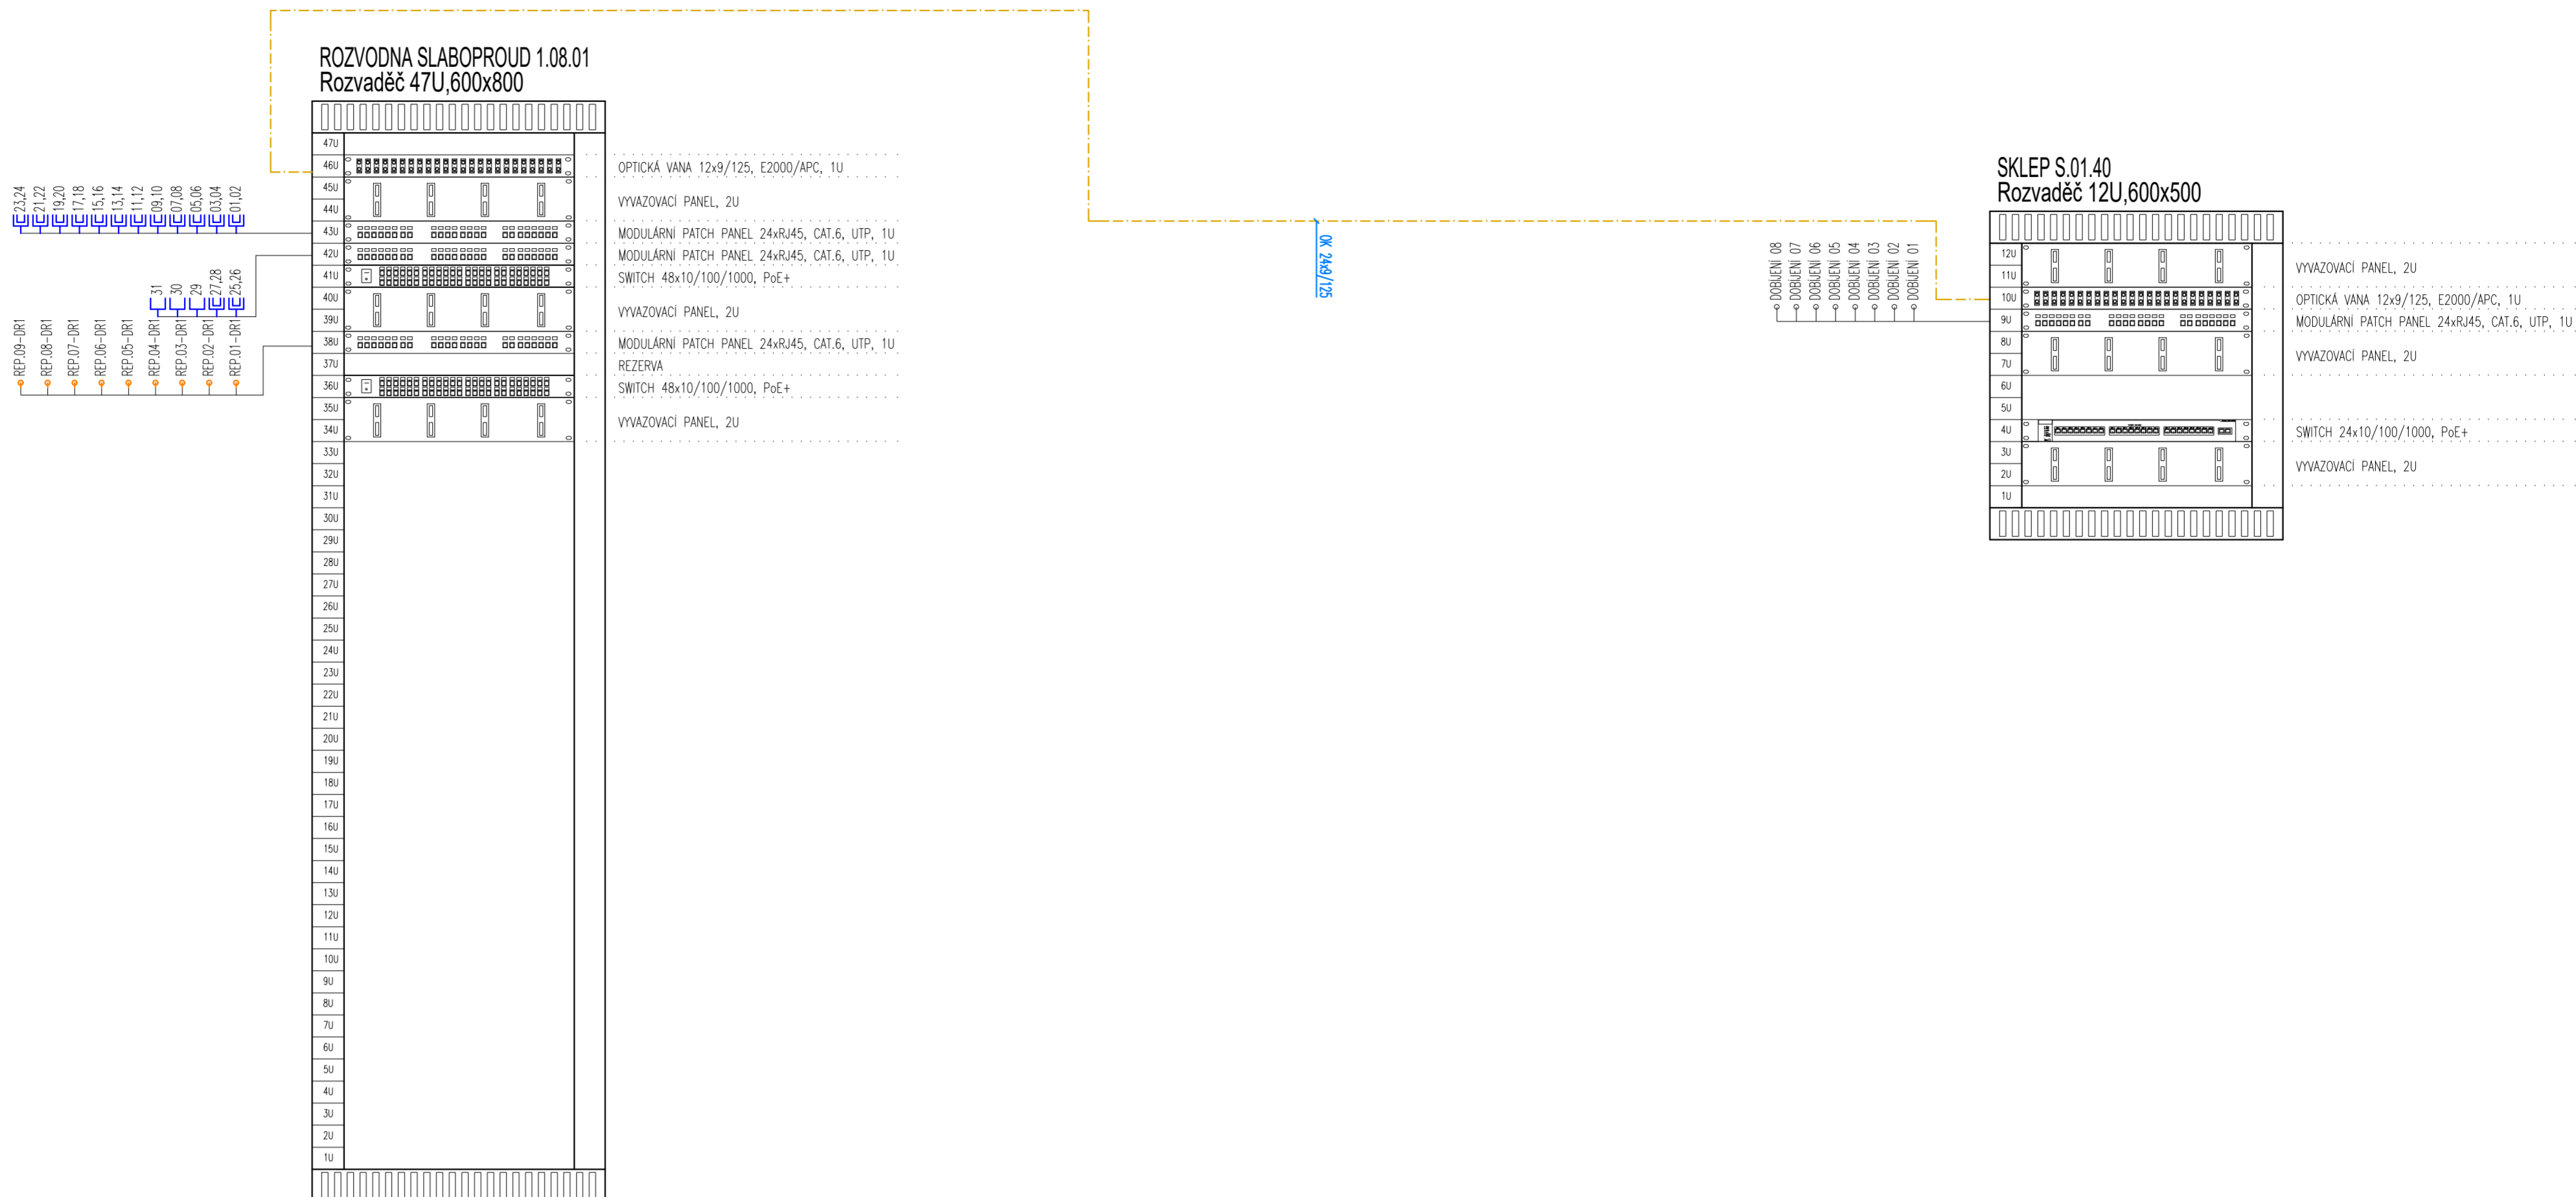 ROZVODNA SLABOPROUD 1.08.01
Rozvaděč 47U,600x800
47U
46U
45U
44U
43U
42U
41U
40U
39U
38U
37U
36U
35U
34U
33U
32U
31U
30U
29U
28U
27U
26U
25U
24U
23U
22U
21U
20U
19U
18U
17U
16U
15U
14U
13U
12U
11U
10U
9U
8U
7U
6U
5U
4U
3U
2U
1U
OPTICKÁ VANA 12x9/125, E2000/APC, 1U
VYVAZOVACÍ PANEL, 2U
MODULÁRNÍ PATCH PANEL 24xRJ45, CAT.6, UTP, 1U
MODULÁRNÍ PATCH PANEL 24xRJ45, CAT.6, UTP, 1U
SWITCH 48x10/100/1000, PoE+
VYVAZOVACÍ PANEL, 2U
MODULÁRNÍ PATCH PANEL 24xRJ45, CAT.6, UTP, 1U
REZERVA
SWITCH 48x10/100/1000, PoE+
VYVAZOVACÍ PANEL, 2U
23,24
21,22
19,20
17,18
15,16
13,14
11,12
09,10
07,08
05,06
03,04
01,02
31
30
29
27,28
25,26
REP.09-DR1
REP.08-DR1
REP.07-DR1
REP.06-DR1
REP.05-DR1
REP.04-DR1
REP.03-DR1
REP.02-DR1
REP.01-DR1
OK 24x9/125
DOBÍJENÍ 08
DOBÍJENÍ 07
DOBÍJENÍ 06
DOBÍJENÍ 05
DOBÍJENÍ 04
DOBÍJENÍ 03
DOBÍJENÍ 02
DOBÍJENÍ 01
SKLEP S.01.40
Rozvaděč 12U,600x500
12U
11U
10U
9U
8U
7U
6U
5U
4U
3U
2U
1U
VYVAZOVACÍ PANEL, 2U
OPTICKÁ VANA 12x9/125, E2000/APC, 1U
MODULÁRNÍ PATCH PANEL 24xRJ45, CAT.6, UTP, 1U
VYVAZOVACÍ PANEL, 2U
SWITCH 24x10/100/1000, PoE+
VYVAZOVACÍ PANEL, 2U